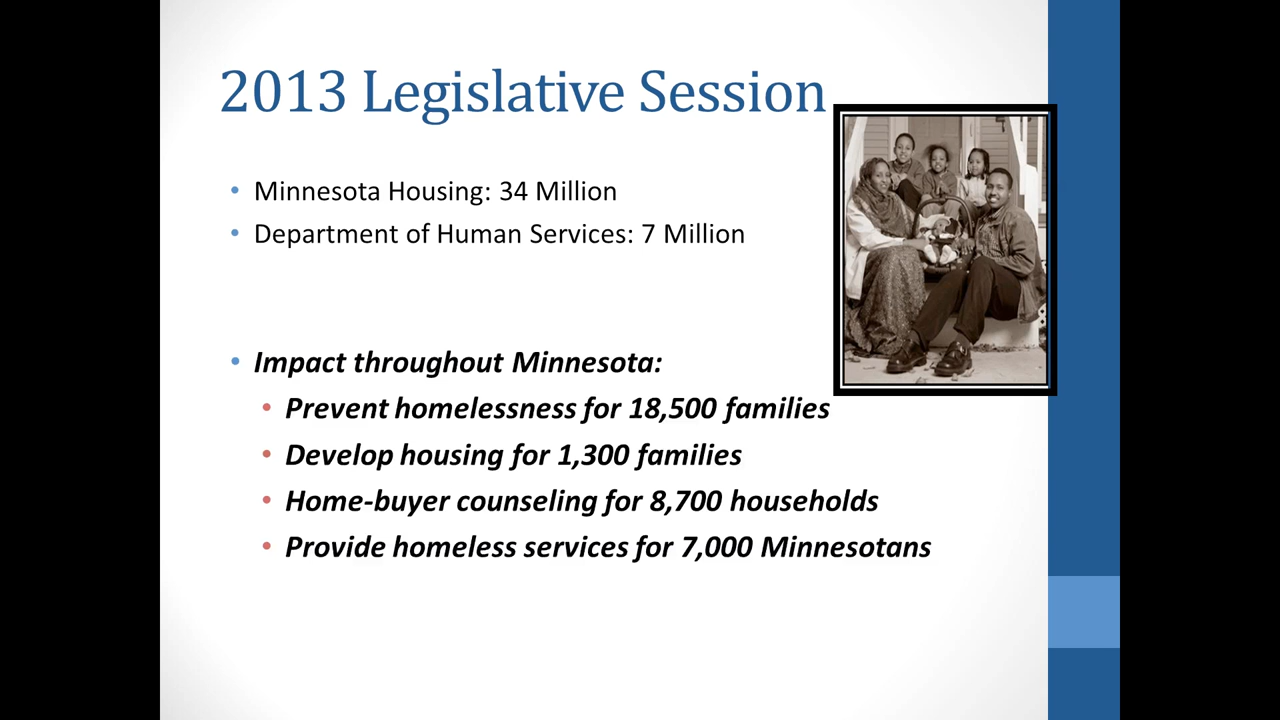 2013 Legislative Session
• Minnesota Housing: 34 Million
• Department of Human Services: 7 Million
• Impact throughout Minnesota:
• Prevent homelessness for 18,500 families
• Develop housing for 1,300 families
• Home-buyer counseling for 8,700 households
• Provide homeless services for 7,000 Minnesotans